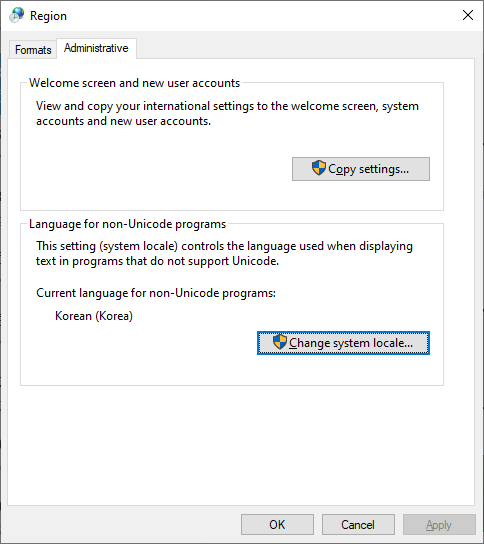 Region
Formats
Administrative
Welcome screen and new user accounts
View and copy your international settings to the welcome screen, system
accounts and new user accounts.
Copy settings...
Language for non-Unicode programs
This setting (system locale) controls the language used when displaying
text in programs that do not support Unicode.
Current language for non-Unicode programs:
Korean (Korea)
Change system locale...
OK
Cancel
Apply